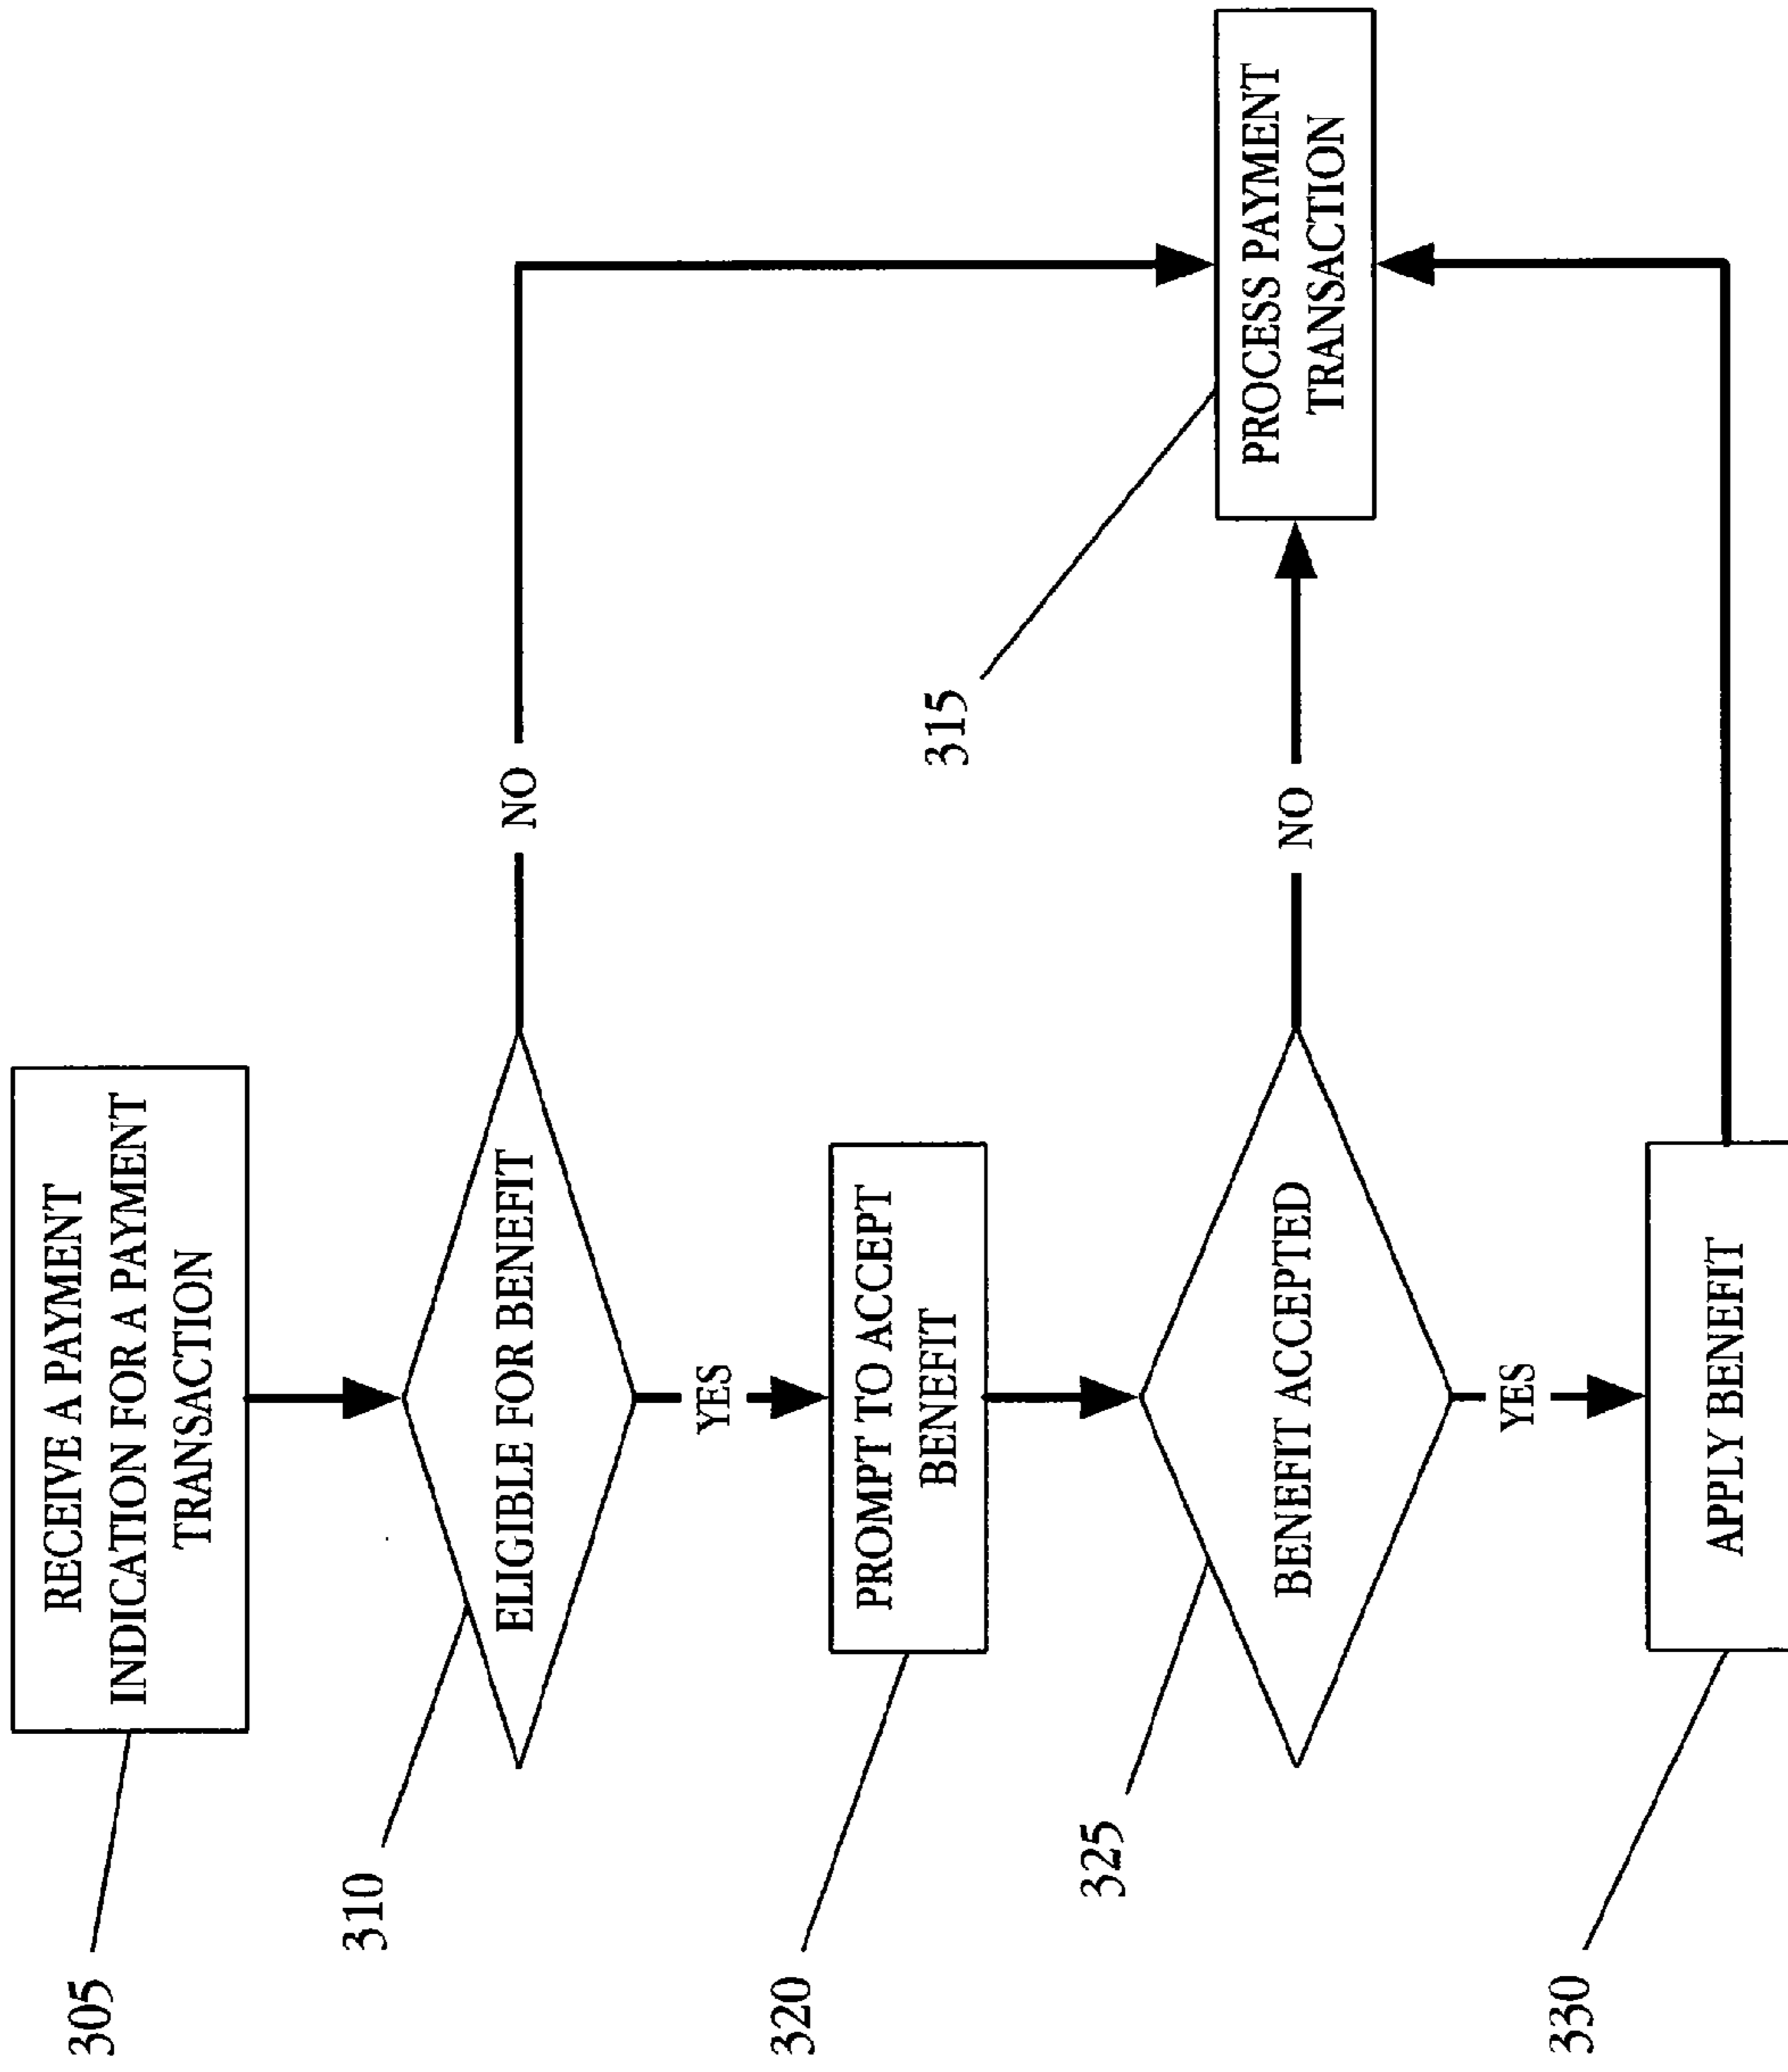 305
RECEIVE A PAYMENT
INDICATION FOR A PAYMENT
TRANSACTION
310
ELIGIBLE FOR BENEFIT
NO
YES
320
PROMPT TO ACCEPT
BENEFIT
315
PROCESS PAYMENT
TRANSACTION
325
BENEFIT ACCEPTED
NO
YES
330
APPLY BENEFIT